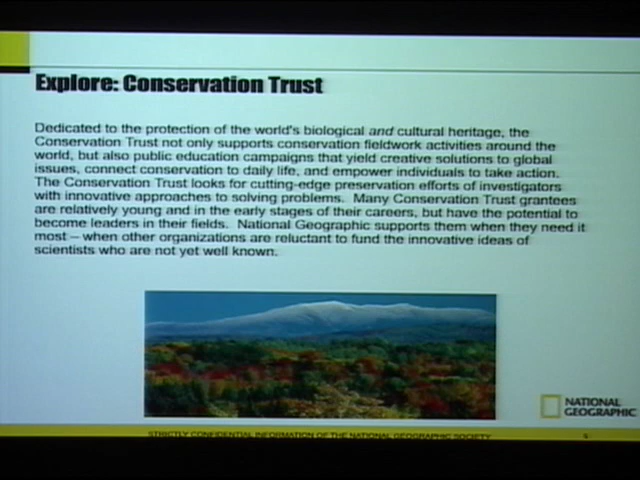 Explore: Conservation Trust
Dedicated to the protection of the world's biological and cultural heritage, the
Conservation Trust not only supports conservation fieldwork activities around the
world, but also public education campaigns that yield creative solutions to global
issues, connect conservation to daily life, and empower individuals to take action.
The Conservation Trust looks for cutting-edge preservation efforts of investigators
with innovative approaches to solving problems.  Many Conservation Trust grantees
are relatively young and in the early stages of their careers, but have the potential to
become leaders in their fields.  National Geographic supports them when they need it
most – when other organizations are reluctant to fund the innovative ideas of
scientists who are not yet well known.
NATIONAL
GEOGRAPHIC
STRICTLY CONFIDENTIAL INFORMATION OF THE NATIONAL GEOGRAPHIC SOCIETY